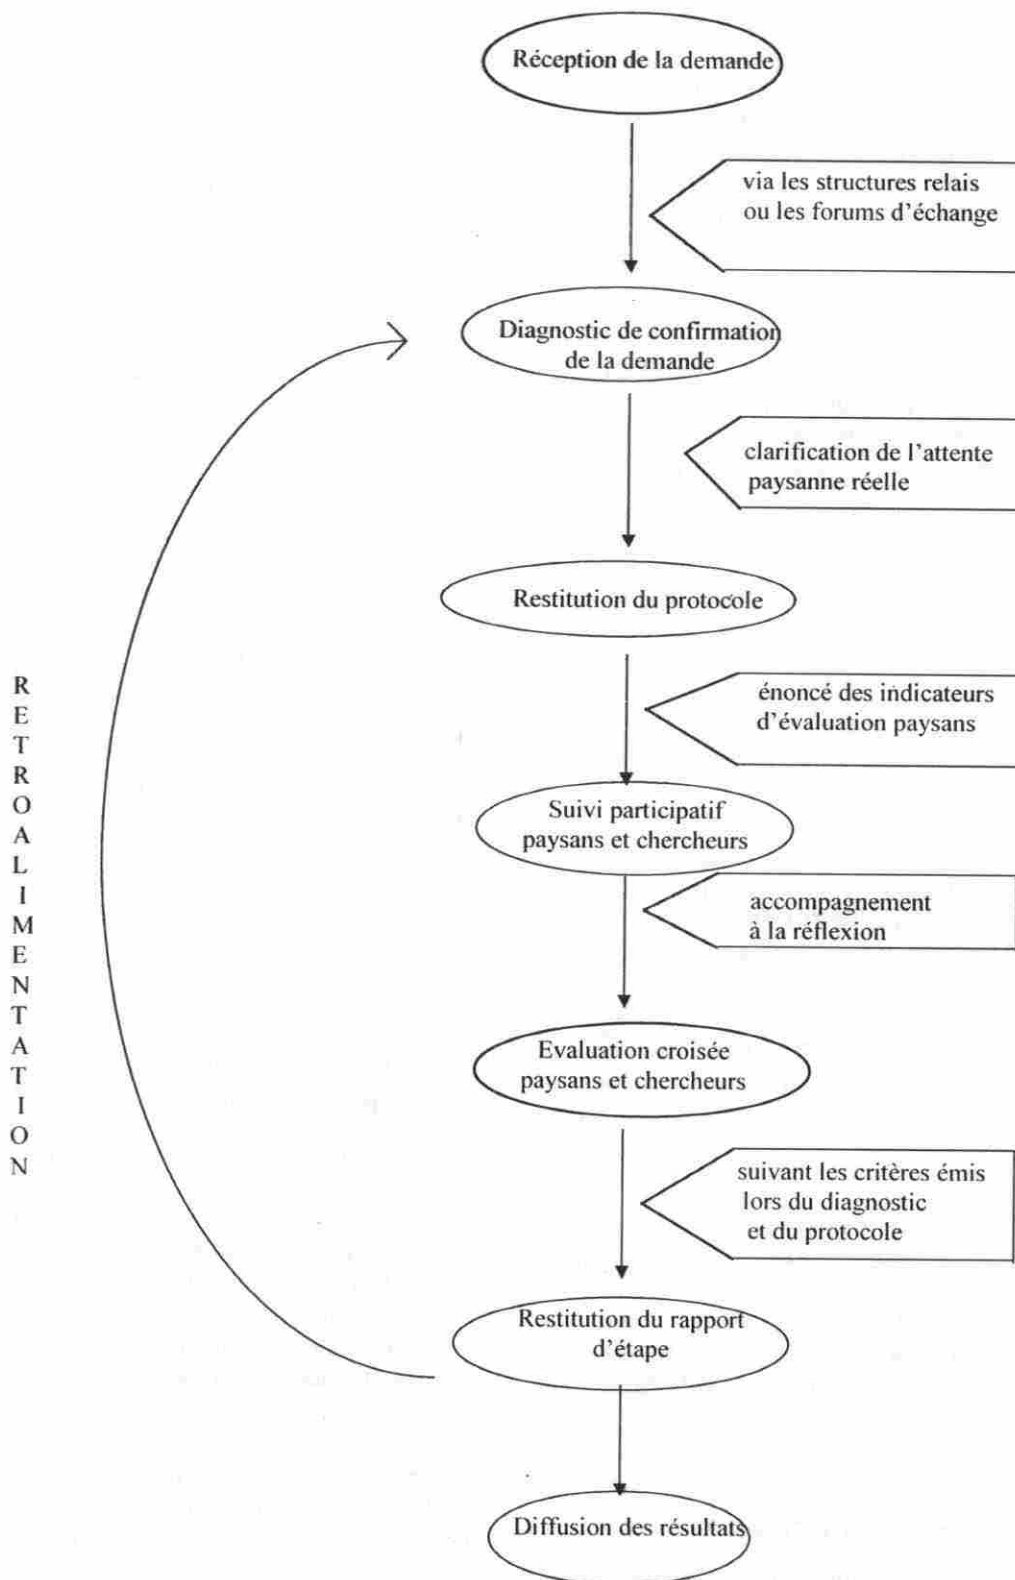 Réception de la demande
via les structures relais
ou les forums d'échange
Diagnostic de confirmation
de la demande
clarification de l'attente
paysanne réelle
Restitution du protocole
énoncé des indicateurs
d'évaluation paysans
Suivi participatif
paysans et chercheurs
accompagnement
à la réflexion
Evaluation croisée
paysans et chercheurs
suivant les critères émis
lors du diagnostic
et du protocole
Restitution du rapport
d'étape
Diffusion des résultats
R
E
T
R
O
A
L
I
M
E
N
T
A
T
I
O
N